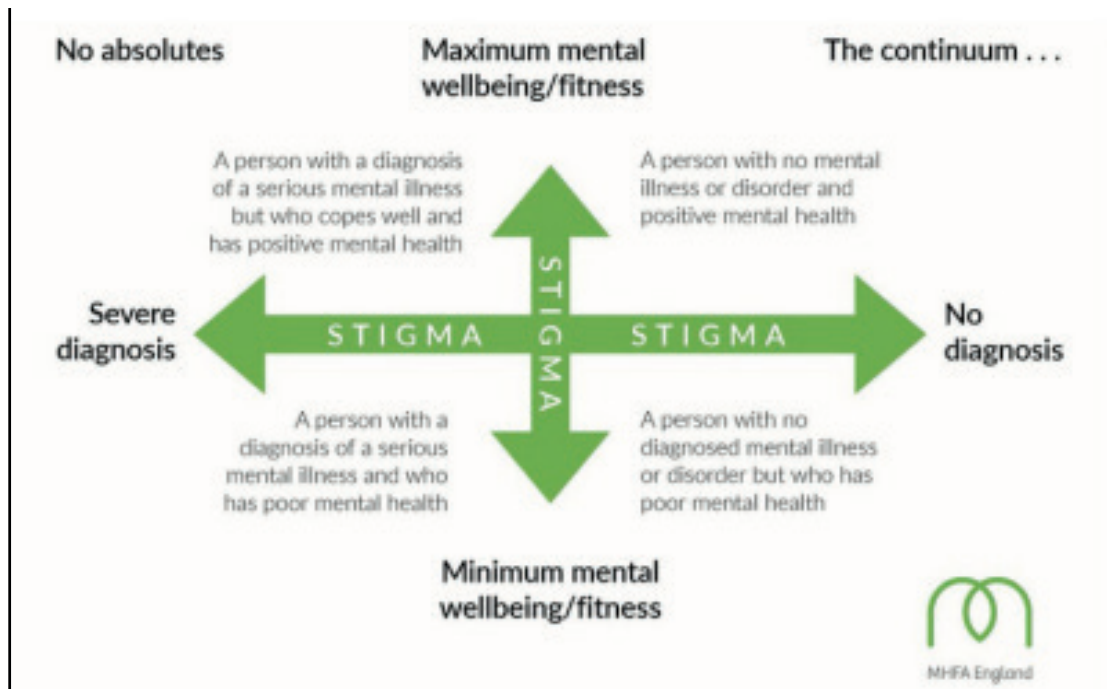 No absolutes
Maximum mental
wellbeing/fitness
The continuum . . .
A person with a diagnosis
of a serious mental illness
but who copes well and
has positive mental health
A person with no mental
illness or disorder and
positive mental health
STIGMA
Severe
diagnosis
STIGMA
STIGMA
No
diagnosis
A person with a
diagnosis of a serious
mental illness and who
has poor mental health
A person with no
diagnosed mental illness
or disorder but who has
poor mental health
Minimum mental
wellbeing/fitness
MHFA England